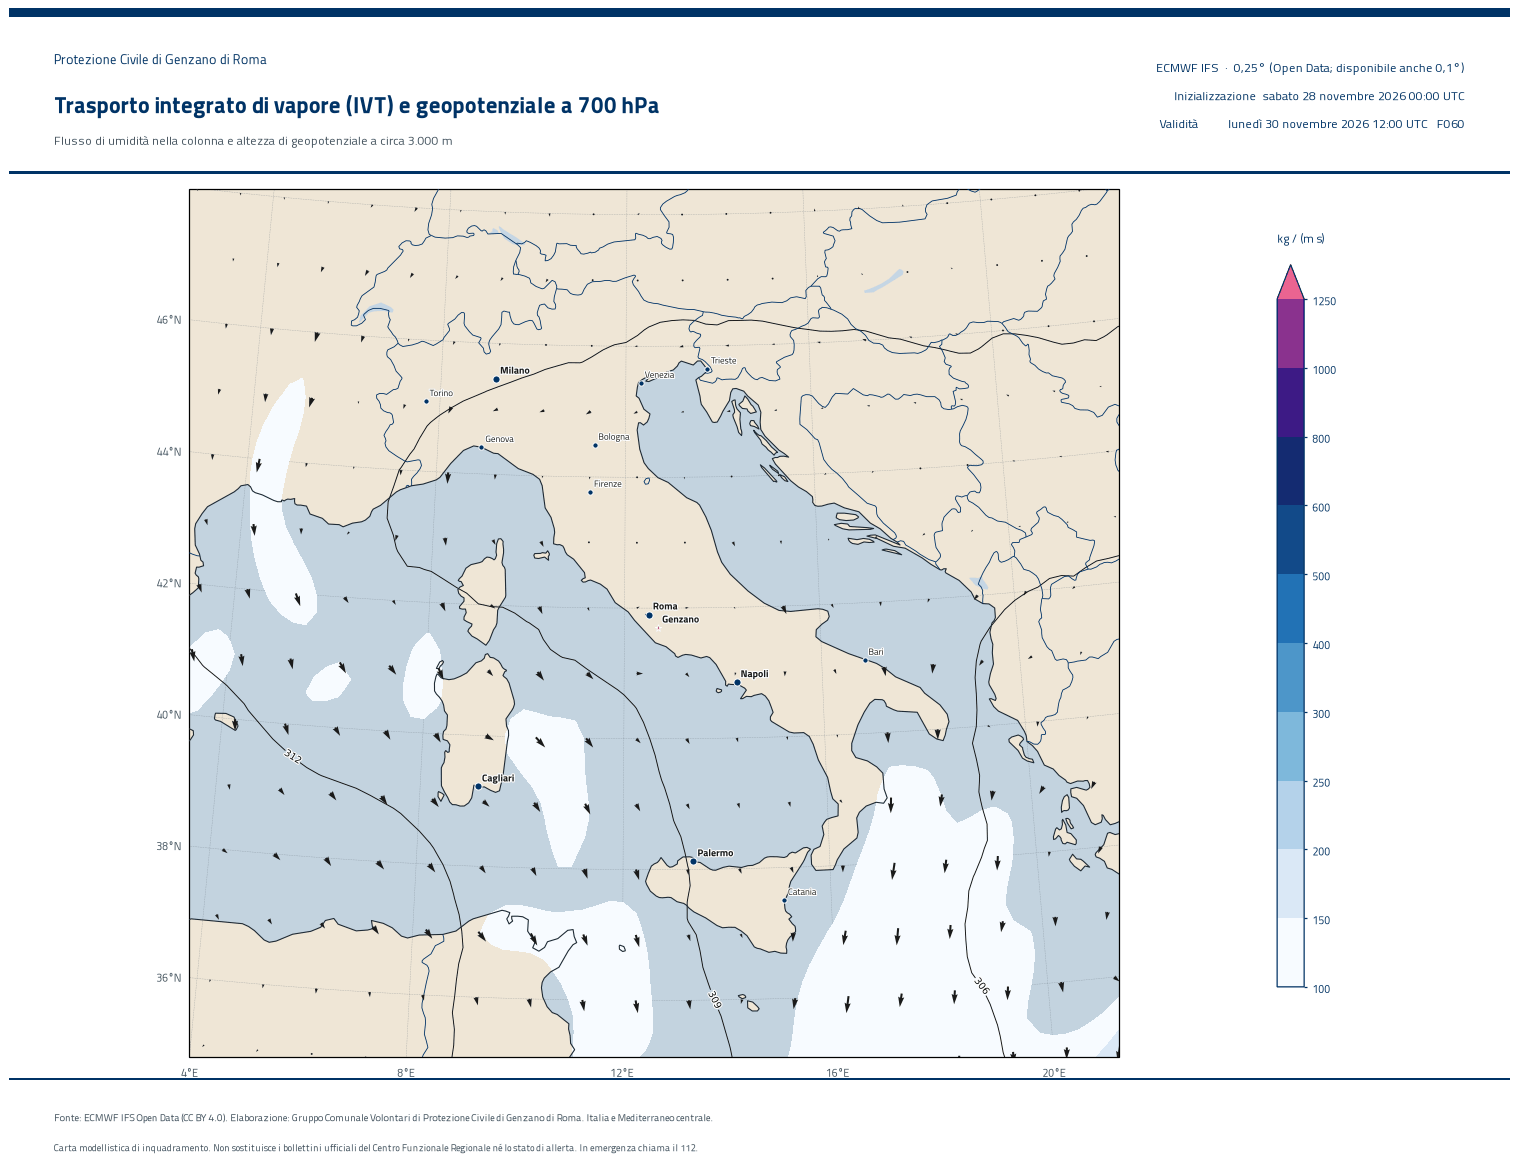 Protezione Civile di Genzano di Roma
Trasporto integrato di vapore (IVT) e geopotenziale a 700 hPa
Flusso di umidità nella colonna e altezza di geopotenziale a circa 3.000 m
ECMWF IFS · 0,25° (Open Data; disponibile anche 0,1°)
Inizializzazione sabato 28 novembre 2026 00:00 UTC
Validità lunedì 30 novembre 2026 12:00 UTC F060
kg / (m s)
1250
1000
800
600
500
400
300
250
200
150
100
46°N
44°N
42°N
40°N
38°N
36°N
4°E
8°E
12°E
16°E
20°E
Trieste
Venezia
Milano
Torino
Genova
Bologna
Firenze
Roma
Genzano
Bari
Napoli
Cagliari
Palermo
Catania
312
309
306
Fonte: ECMWF IFS Open Data (CC BY 4.0). Elaborazione: Gruppo Comunale Volontari di Protezione Civile di Genzano di Roma. Italia e Mediterraneo centrale.
Carta modellistica di inquadramento. Non sostituisce i bollettini ufficiali del Centro Funzionale Regionale né lo stato di allerta. In emergenza chiama il 112.